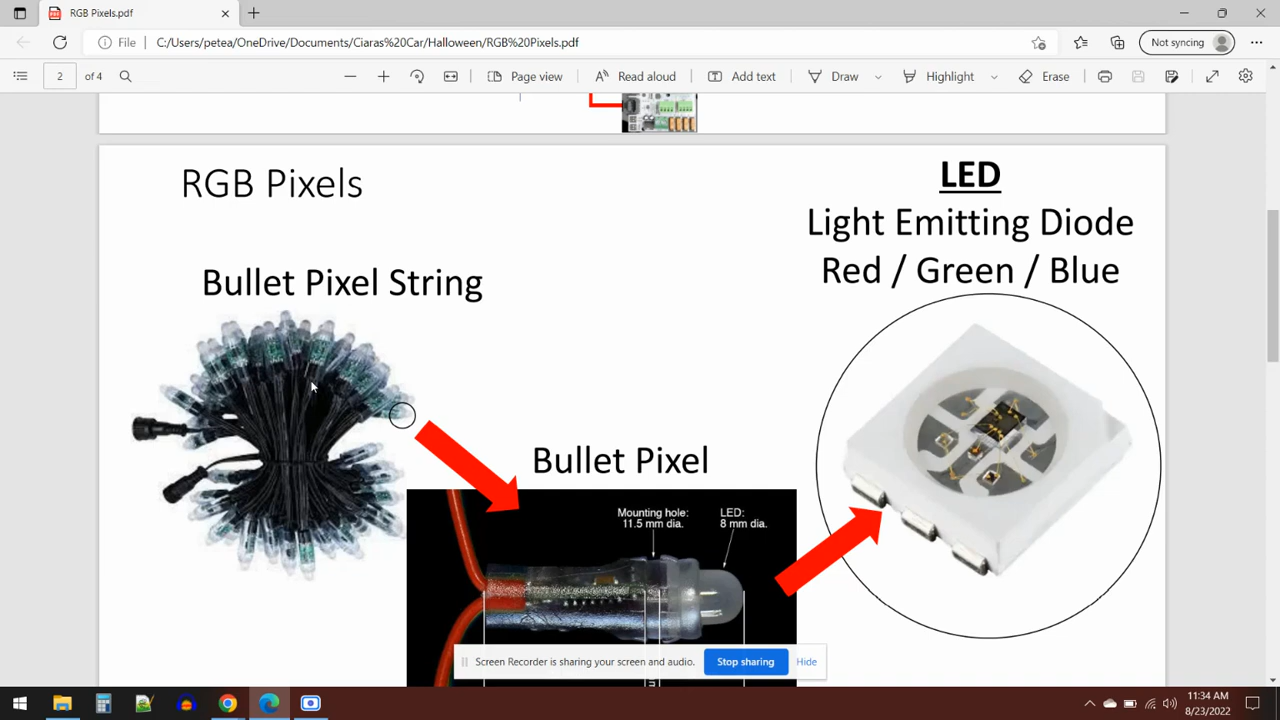 RGB Pixels.pdf
File
C:/Users/petea/OneDrive/Documents/Ciaras%20Car/Halloween/RGB%20Pixels.pdf
Not syncing
2 of 4
Page view
Read aloud
Add text
Draw
Highlight
Erase
RGB Pixels
LED
Light Emitting Diode
Red / Green / Blue
Bullet Pixel String
Bullet Pixel
Mounting hole:
11.5 mm dia.
LED:
8 mm dia.
Screen Recorder is sharing your screen and audio.
Stop sharing
Hide
11:34 AM
8/23/2022